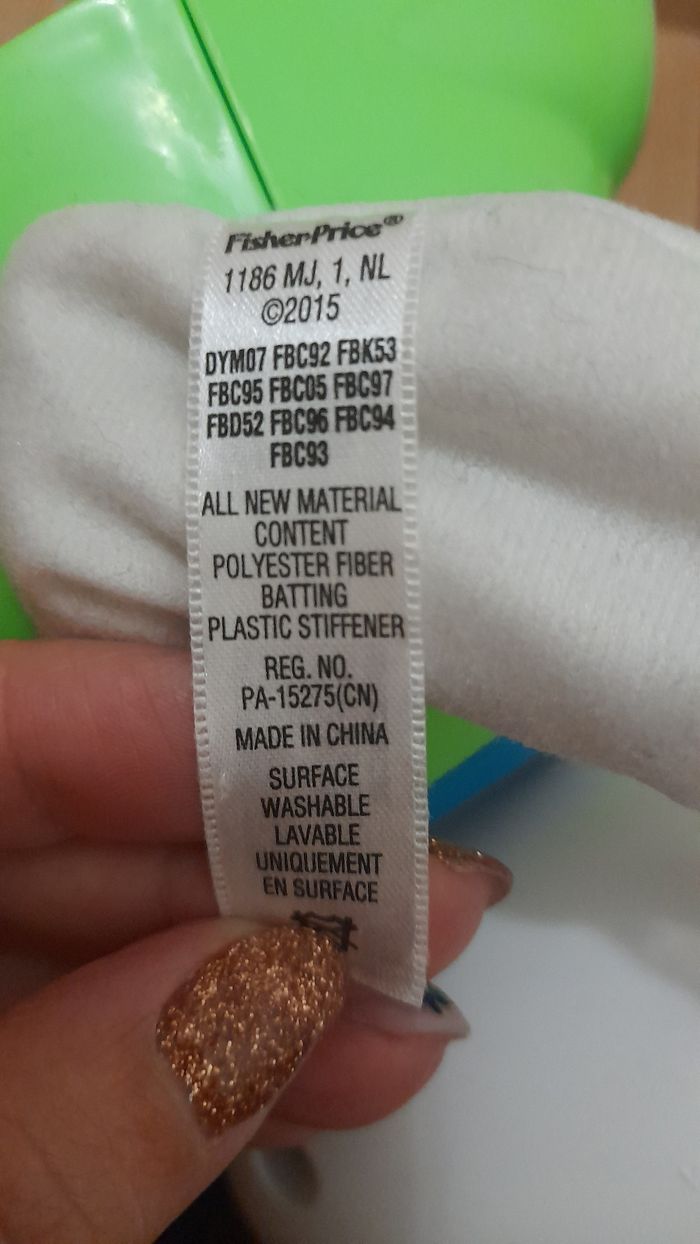 Fisher-Price®
1186 MJ, 1, NL
©2015
DYM07 FBC92 FBK53
FBC95 FBC05 FBC97
FBD52 FBC96 FBC94
FBC93
ALL NEW MATERIAL
CONTENT
POLYESTER FIBER
BATTING
PLASTIC STIFFENER
REG. NO.
PA-15275(CN)
MADE IN CHINA
SURFACE
WASHABLE
LAVABLE
UNIQUEMENT
EN SURFACE